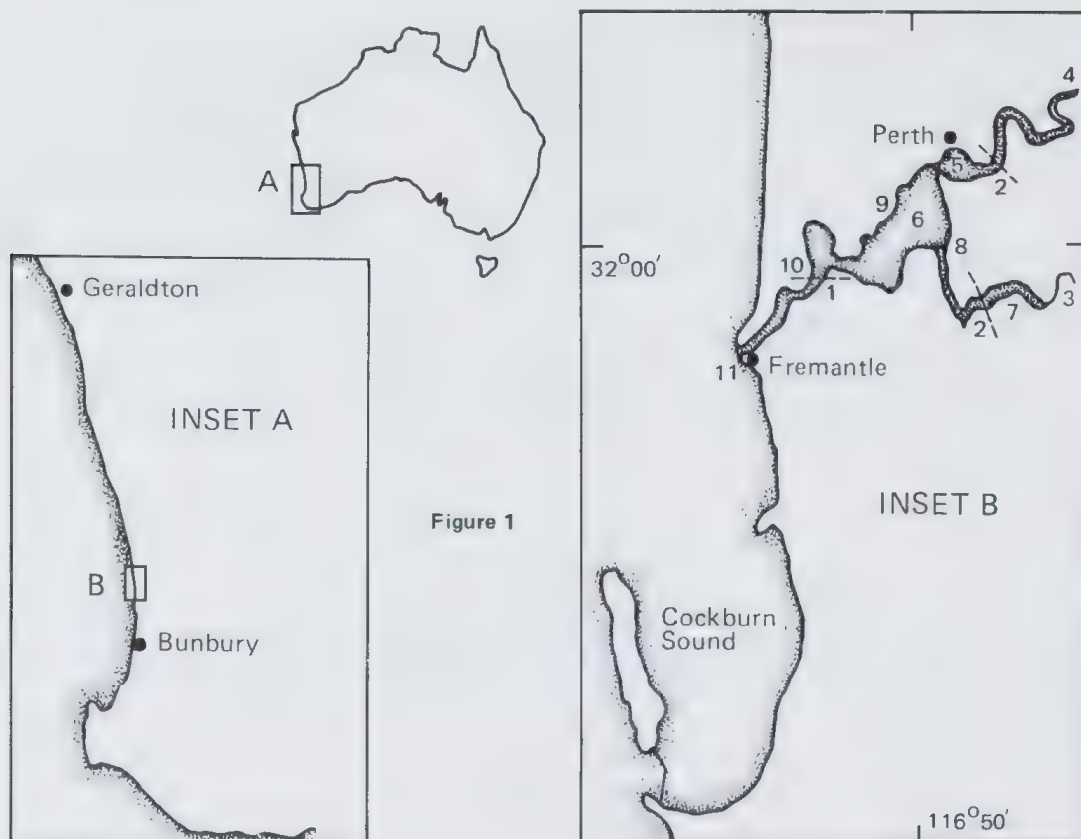 A
Geraldton
INSET A
B
Bunbury
Figure 1
4
Perth
5
2
9
6
8
32°00′
10
1
2
7
3
11
Fremantle
INSET B
Cockburn
Sound
116°50′